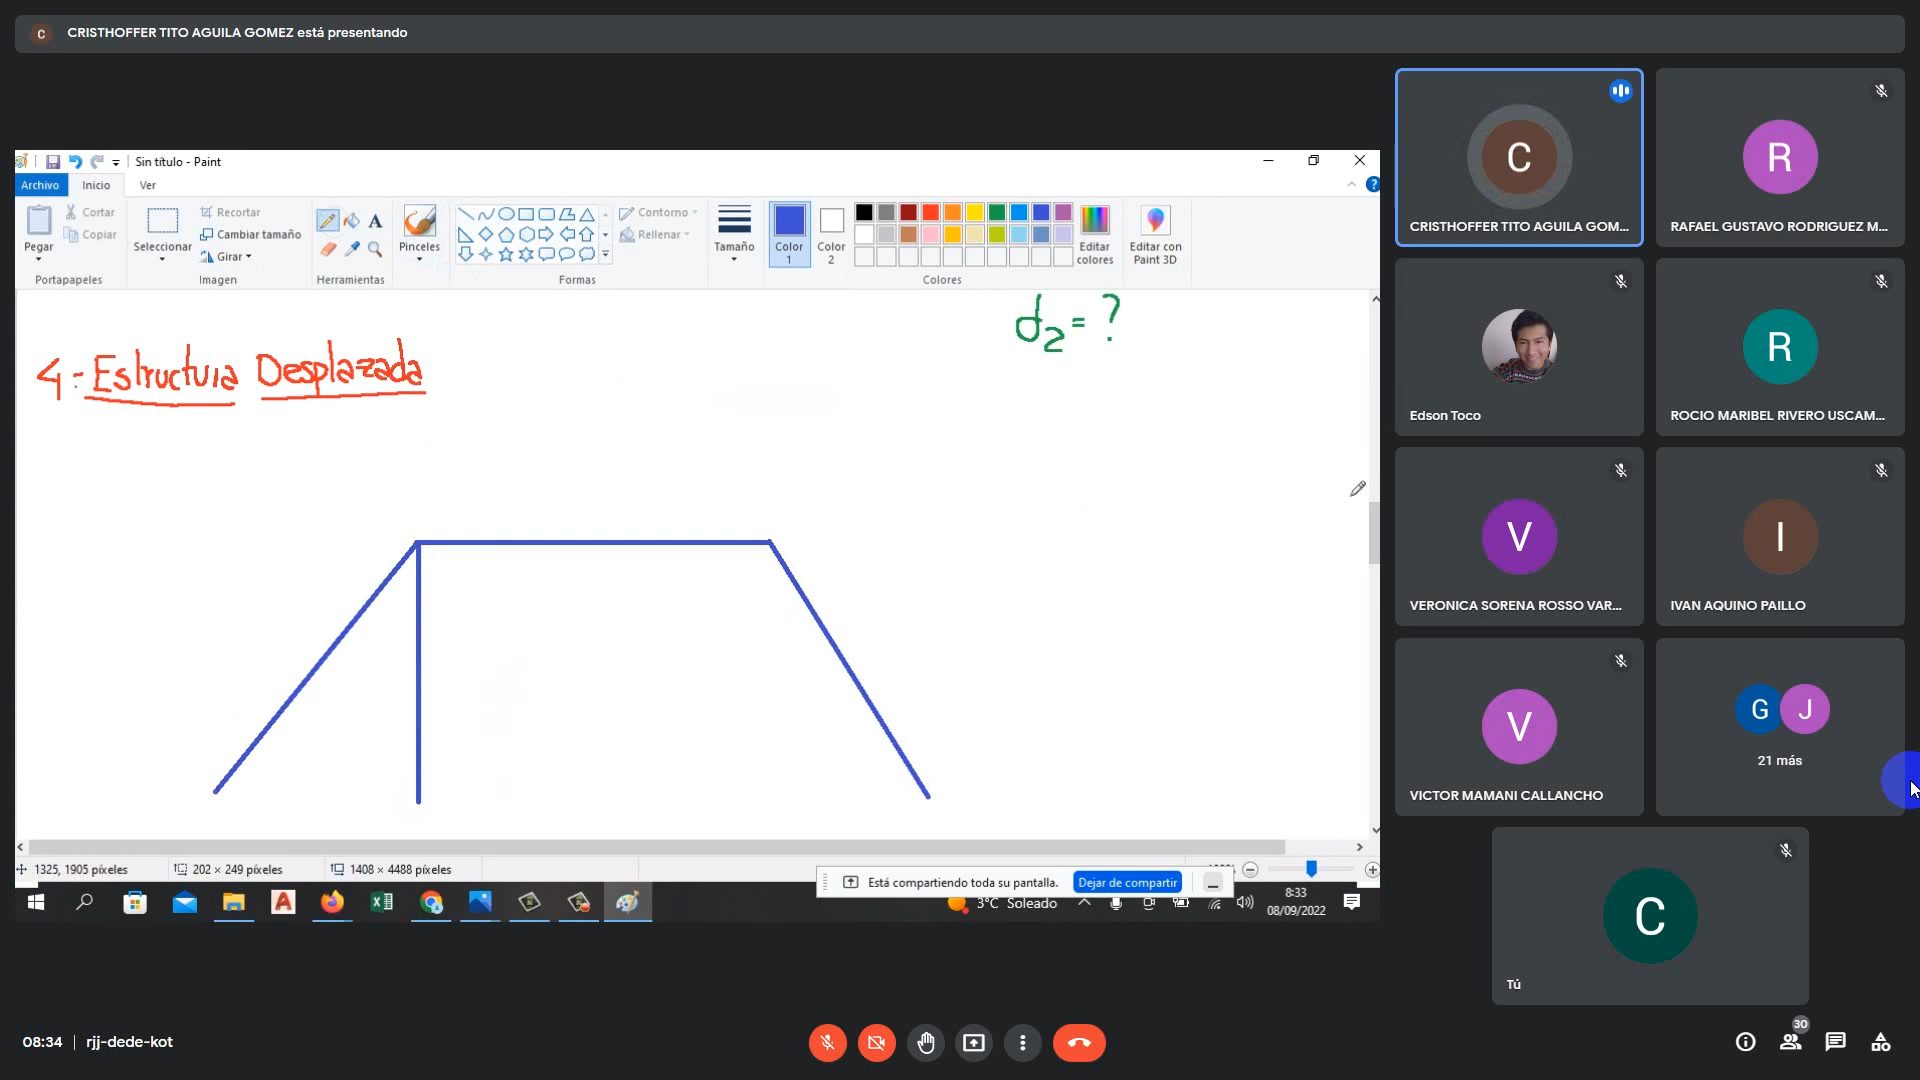 C CRISTHOFFER TITO AGUILA GOMEZ está presentando
Sin título - Paint
Archivo Inicio Ver
Pegar
Cortar
Copiar
Portapapeles
Seleccionar
Recortar
Cambiar tamaño
Girar
Imagen
A
Herramientas
Pinceles
Contorno
Rellenar
Formas
Tamaño
Color
1
Color
2
Editar
colores
Colores
Editar con
Paint 3D
d2 = ?
4.- Estructura Desplazada
1325, 1905 píxeles
202 × 249 píxeles
1408 × 4488 píxeles
Está compartiendo toda su pantalla.
Dejar de compartir
3°C Soleado
8:33
08/09/2022
C
CRISTHOFFER TITO AGUILA GOM...
R
RAFAEL GUSTAVO RODRIGUEZ M...
Edson Toco
R
ROCIO MARIBEL RIVERO USCAM...
V
VERONICA SORENA ROSSO VAR...
I
IVAN AQUINO PAILLO
V
VICTOR MAMANI CALLANCHO
G J
21 más
C
Tú
08:34 | rjj-dede-kot
30